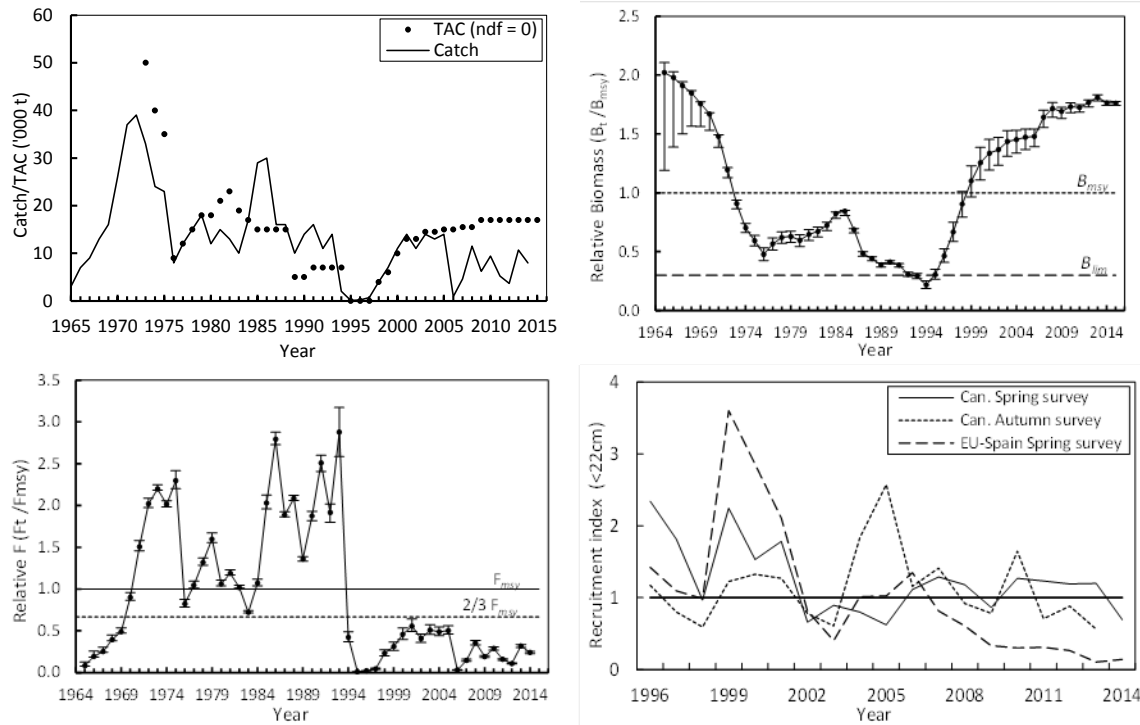 60
50
40
30
20
10
0
Catch/TAC ('000 t)
TAC (ndf = 0)
Catch
1965 1970 1975 1980 1985 1990 1995 2000 2005 2010 2015
Year
2.5
2.0
1.5
1.0
0.5
0.0
Relative Biomass (Bt /Bmsy)
Bmsy
Blim
1964 1969 1974 1979 1984 1989 1994 1999 2004 2009 2014
Year
3.5
3.0
2.5
2.0
1.5
1.0
0.5
0.0
Relative F (Ft /Fmsy)
Fmsy
2/3 Fmsy
1964 1969 1974 1979 1984 1989 1994 1999 2004 2009 2014
Year
4
3
2
1
0
Recruitment index (<22cm)
Can. Spring survey
Can. Autumn survey
EU-Spain Spring survey
1996 1999 2002 2005 2008 2011 2014
Year